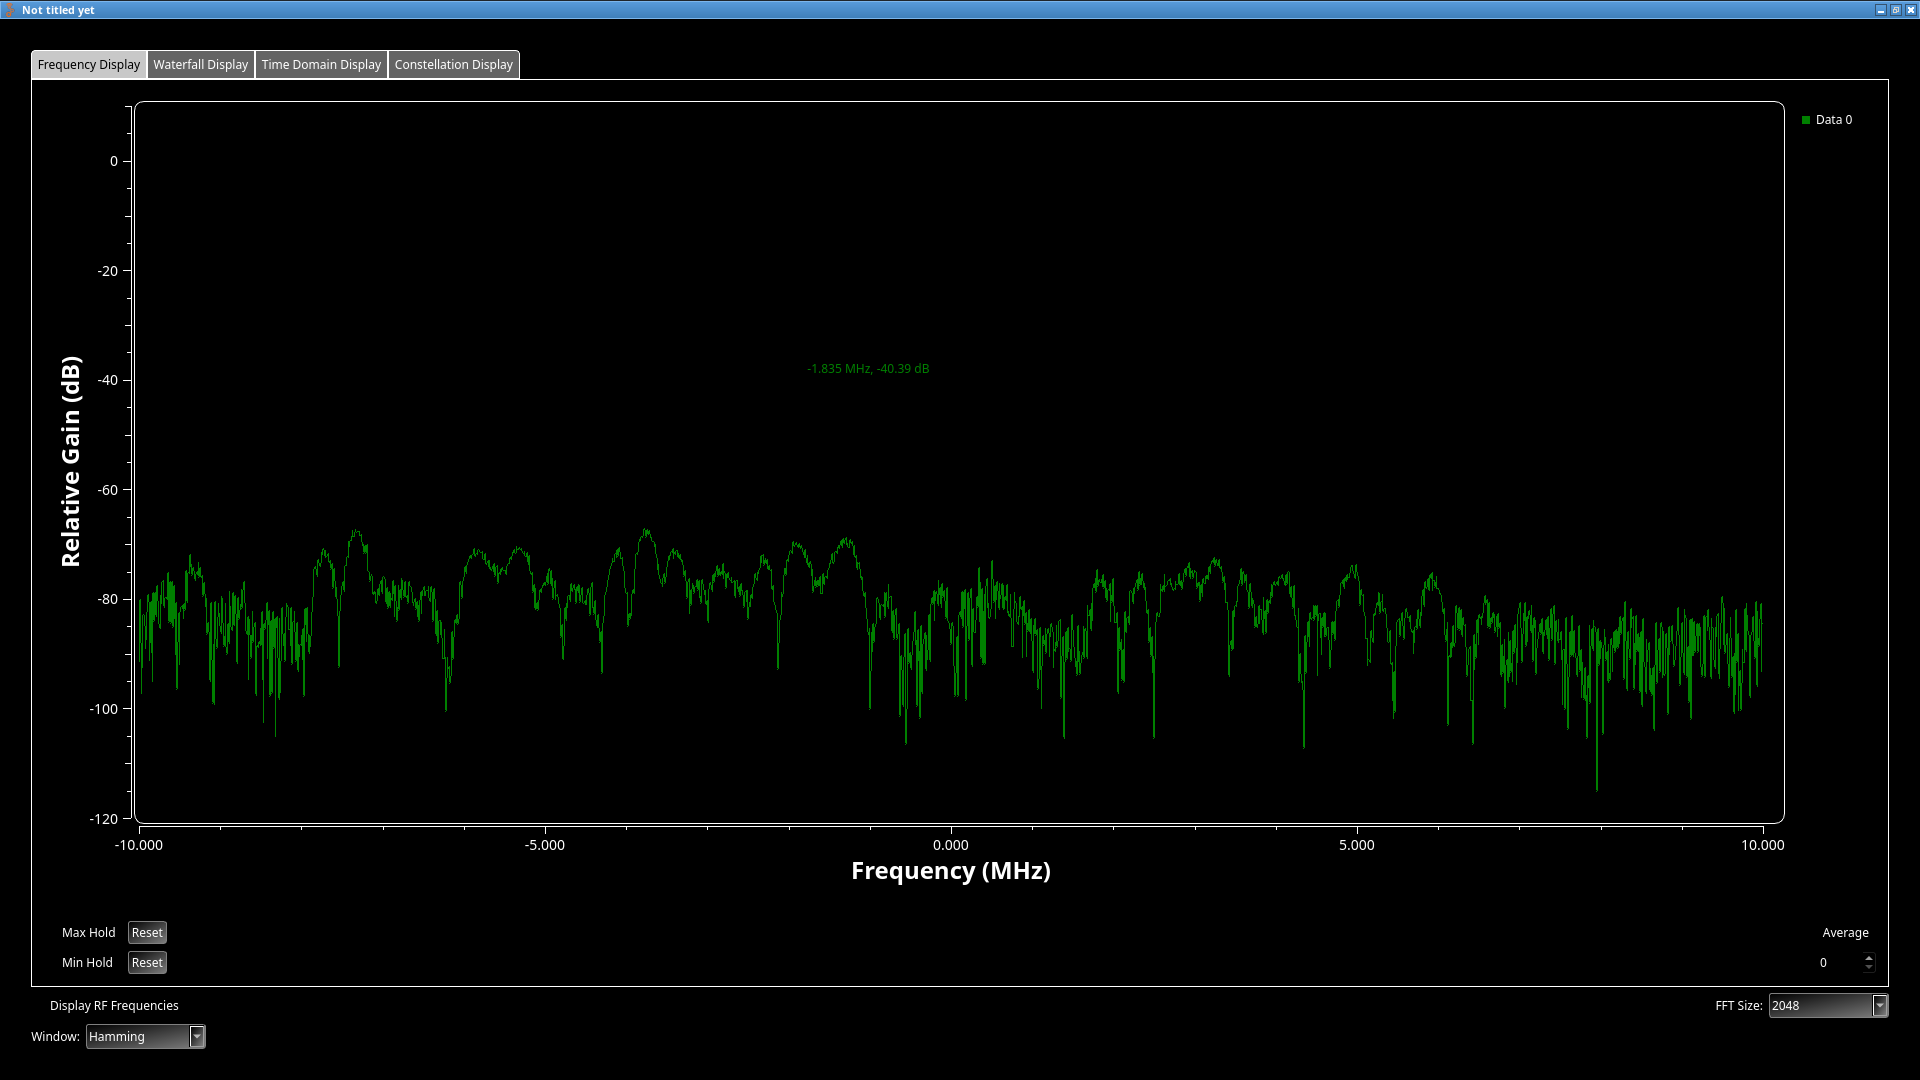 Not titled yet
Frequency Display Waterfall Display Time Domain Display Constellation Display
Data 0
0
-20
-40
-60
-80
-100
-120
Relative Gain (dB)
-1.835 MHz, -40.39 dB
-10.000 -5.000 0.000 5.000 10.000
Frequency (MHz)
Max Hold Reset
Average
Min Hold Reset
0
Display RF Frequencies
FFT Size: 2048
Window: Hamming